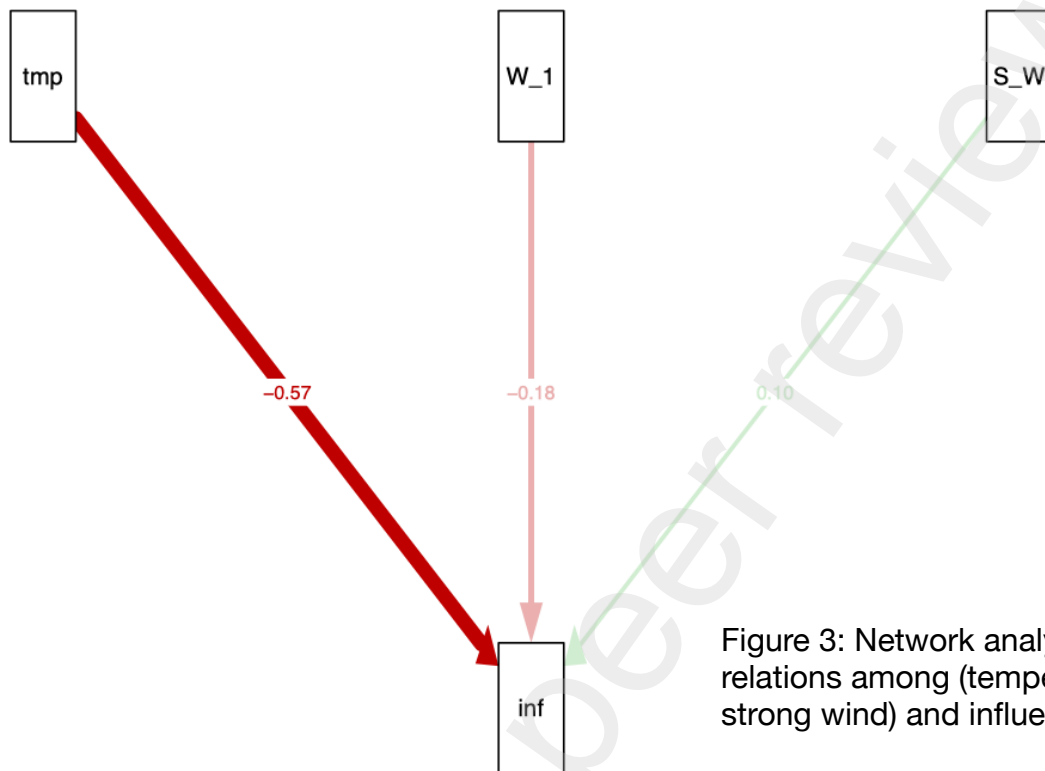 tmp
W_1
S_W
−0.57
−0.18
0.10
inf
Figure 3: Network analy
relations among (tempe
strong wind) and influe
peer review